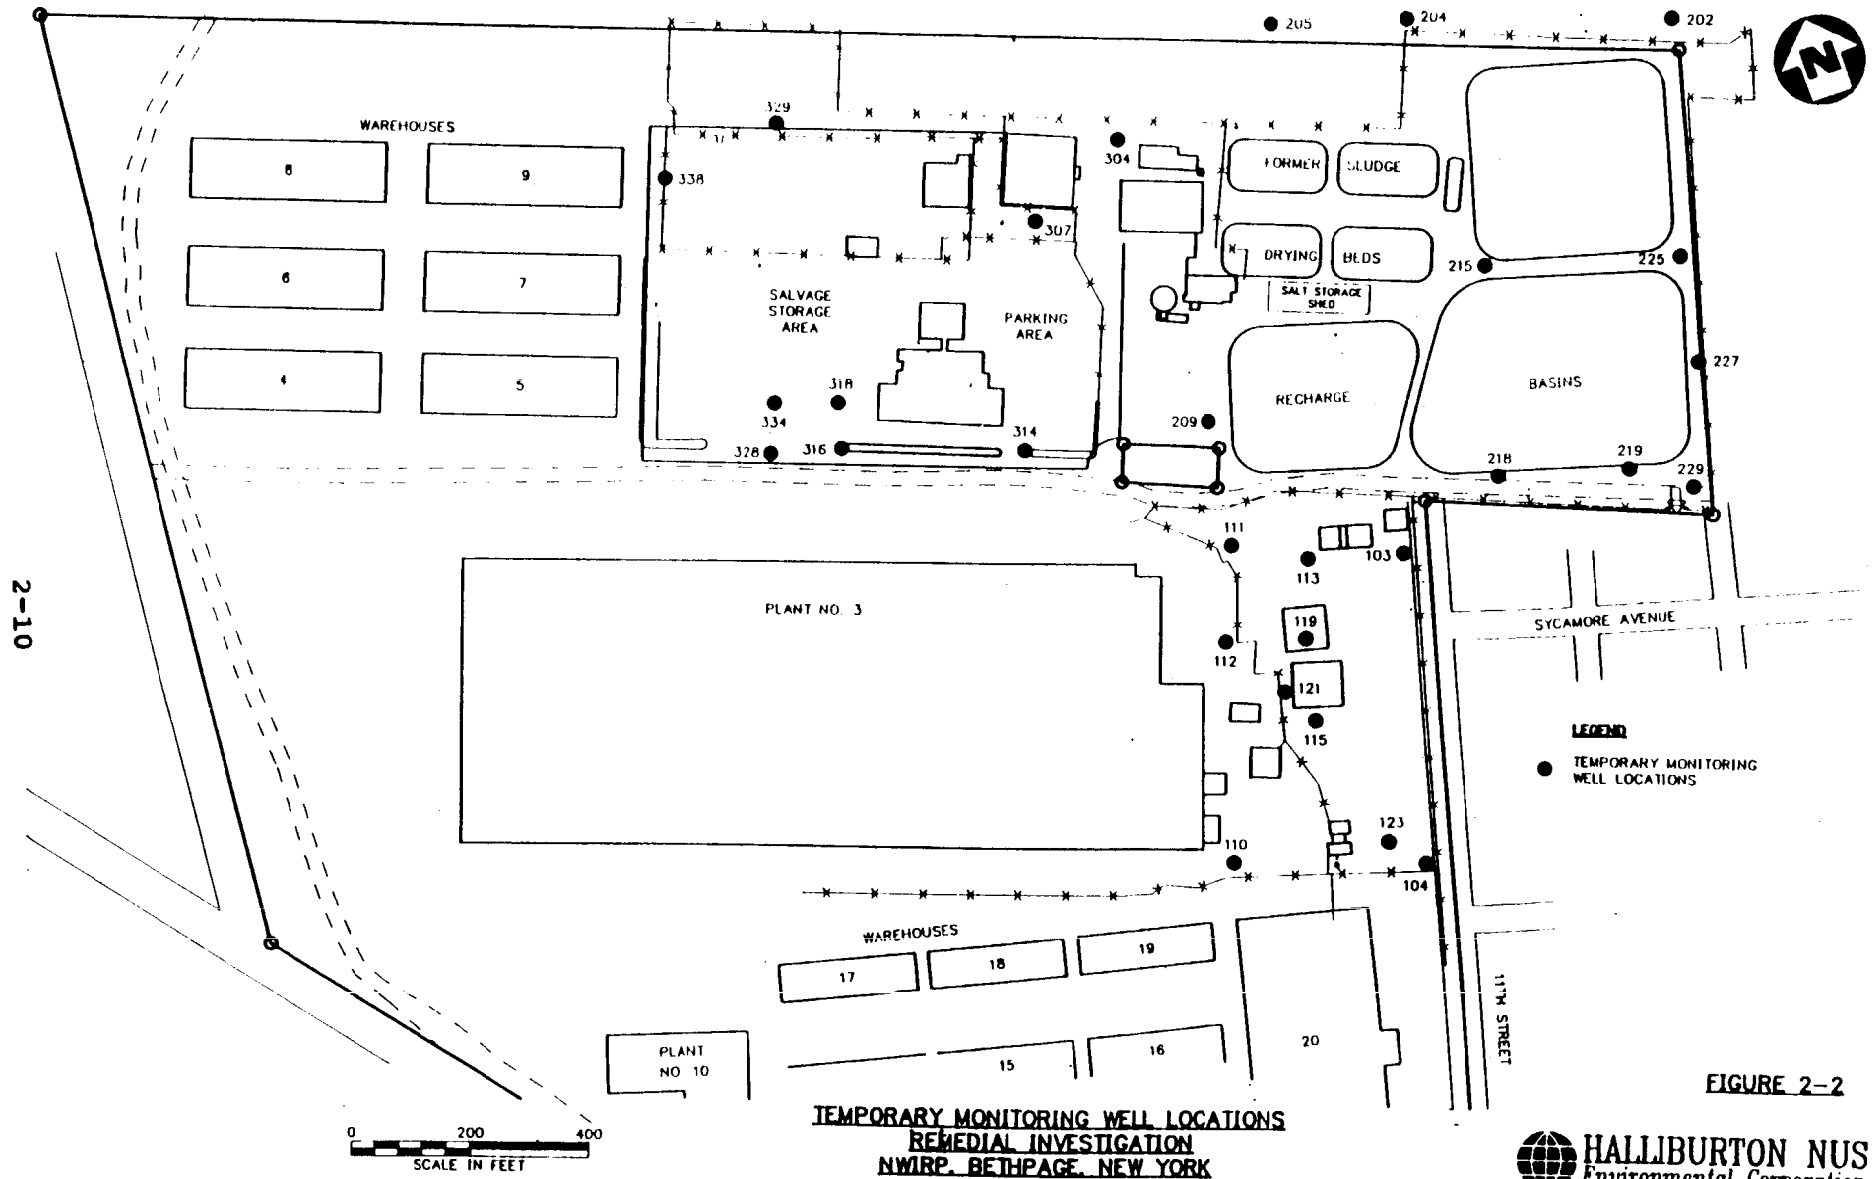 205
204
202
N
329
WAREHOUSES
304
FORMER SLUDGE
8
9
338
307
DRYING BEDS
215
225
6
7
SALVAGE
STORAGE
AREA
SALT STORAGE
SHED
PARKING
AREA
227
4
5
318
RECHARGE
BASINS
334
209
328
316
314
218
219
229
111
103
113
2-10
PLANT NO. 3
119
SYCAMORE AVENUE
112
121
115
LEGEND
TEMPORARY MONITORING
WELL LOCATIONS
123
110
104
WAREHOUSES
17
18
19
11TH STREET
PLANT
NO 10
15
16
20
FIGURE 2-2
0 200 400
SCALE IN FEET
TEMPORARY MONITORING WELL LOCATIONS
REMEDIAL INVESTIGATION
NWIRP. BETHPAGE. NEW YORK
HALLIBURTON NUS
Environmental Corporation